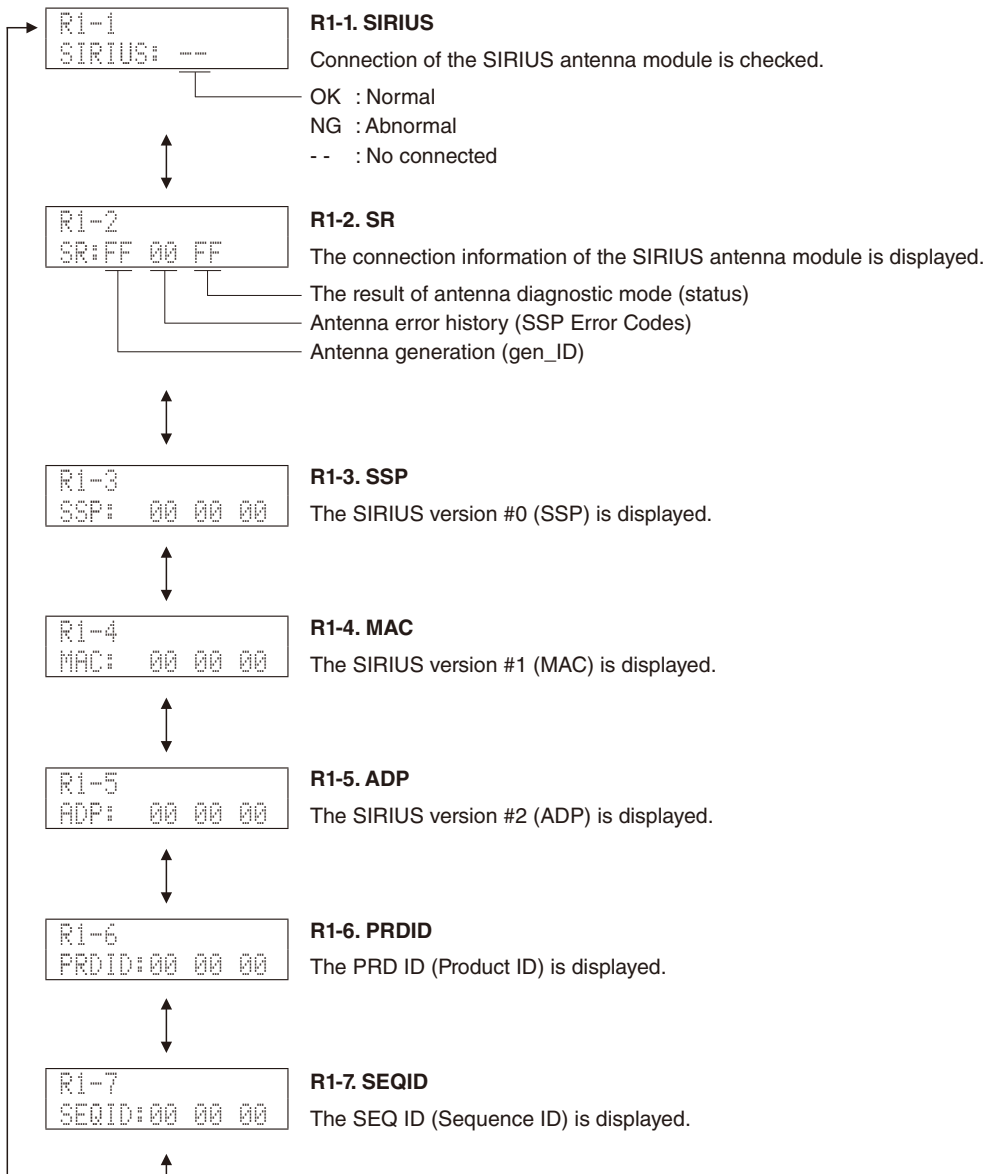 R1-1
SIRIUS: --
R1-1. SIRIUS
Connection of the SIRIUS antenna module is checked.
OK : Normal
NG : Abnormal
- - : No connected
R1-2
SR:FF 00 FF
R1-2. SR
The connection information of the SIRIUS antenna module is displayed.
The result of antenna diagnostic mode (status)
Antenna error history (SSP Error Codes)
Antenna generation (gen_ID)
R1-3
SSP: 00 00 00
R1-3. SSP
The SIRIUS version #0 (SSP) is displayed.
R1-4
MAC: 00 00 00
R1-4. MAC
The SIRIUS version #1 (MAC) is displayed.
R1-5
ADP: 00 00 00
R1-5. ADP
The SIRIUS version #2 (ADP) is displayed.
R1-6
PRDID:00 00 00
R1-6. PRDID
The PRD ID (Product ID) is displayed.
R1-7
SEQID:00 00 00
R1-7. SEQID
The SEQ ID (Sequence ID) is displayed.